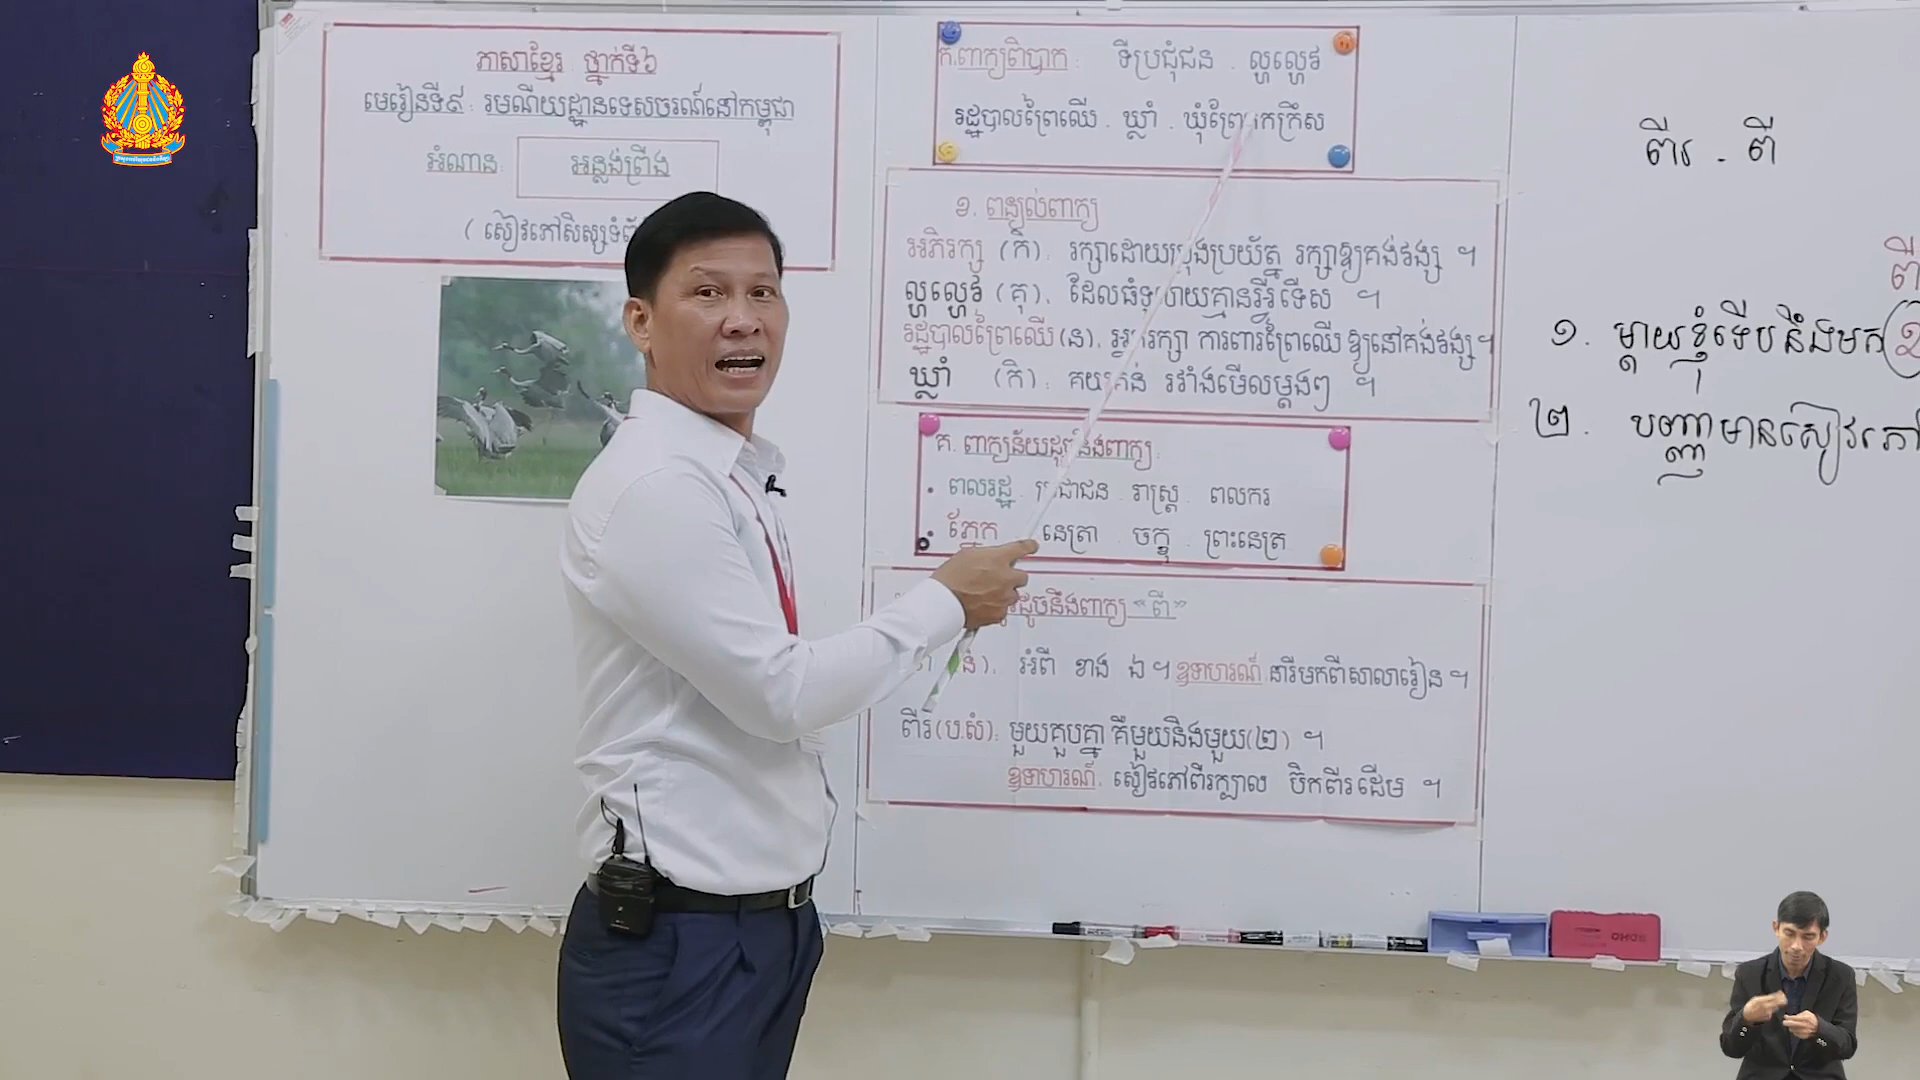 ភាសាខ្មែរ ថ្នាក់ទី៦
មេរៀនទី៩: រមណីយដ្ឋានទេសចរណ៍នៅកម្ពុជា
អំណាន: អន្លង់ព្រីង
( សៀវភៅសិស្សទំព័
ក.ពាក្យពិបាក: ទីប្រជុំជន . ល្ហល្ហេវ
រដ្ឋបាលព្រៃឈើ . ឃ្លាំ . ឃុំព្រែ
១. ពន្យល់ពាក្យ
អភិរក្ស (កិ): រក្សាដោយប្រុងប្រយ័ត្ន រក្សាឱ្យគង់វង្ស ។
ល្ហល្ហេវ (គុ): ដែលធំទូលាយគ្មានអ្វីទើស ។
រដ្ឋបាលព្រៃឈើ (ន): រក្សា ការពារព្រៃឈើ ឱ្យនៅគង់វង្ស។
ឃ្លាំ (កិ): គយគន់ រវាំងមើលម្ដងៗ ។
គ. ពាក្យន័យដូចនឹងពាក្យ:
• ពលរដ្ឋ . ប្រជាជន . រាស្ត្រ . ពលករ
• ភ្នែក . នេត្រា . ចក្ខុ . ព្រះនេត្រ
ដូចនឹងពាក្យ «ពី»
ន): អំពី ខាង ឯ។ ឧទាហរណ៍: នារីមកពីសាលារៀន។
ពីរ(ប.សំ): មួយគួបគ្នា គឺមួយនិងមួយ(២) ។
ឧទាហរណ៍: សៀវភៅពីរក្បាល ប៊ិកពីរដើម ។
ពីរ - ពី
ពី
១. ម្ដាយខ្ញុំទើបនឹងមក
២. បញ្ញាមានសៀវភៅ